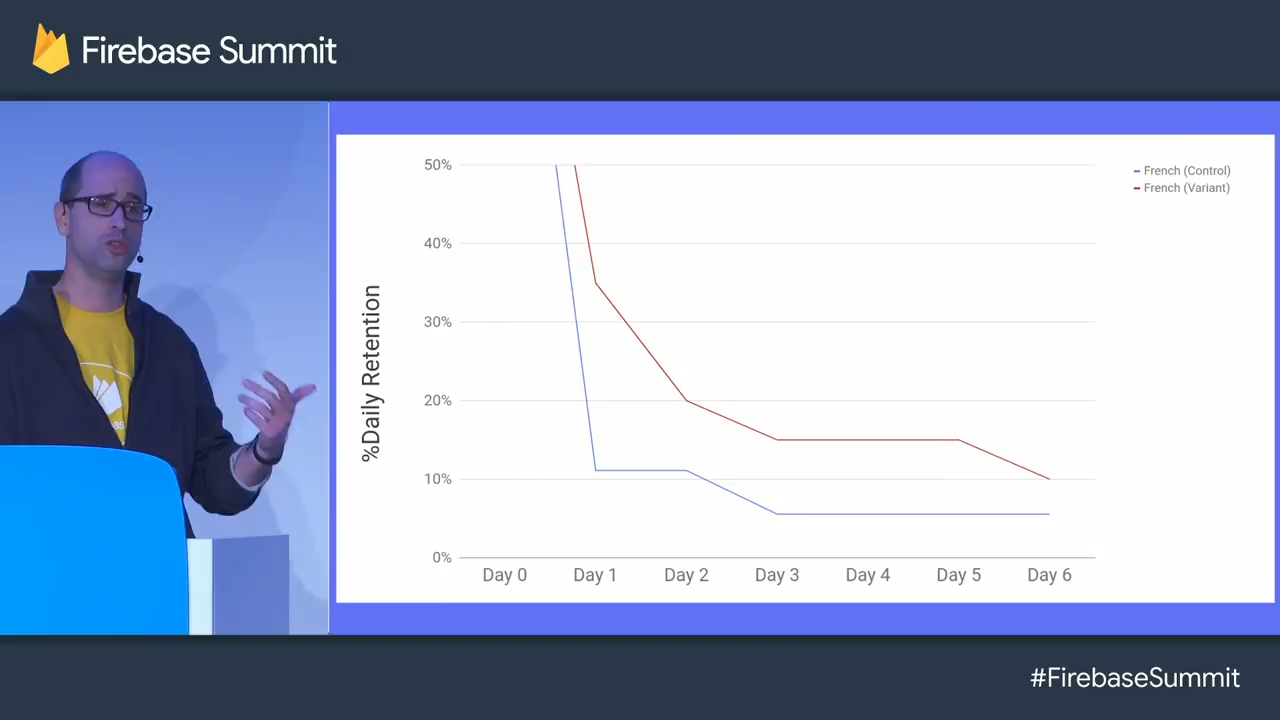 Firebase Summit
50%
40%
30%
20%
10%
0%
%Daily Retention
Day 0 Day 1 Day 2 Day 3 Day 4 Day 5 Day 6
French (Control)
French (Variant)
#FirebaseSummit